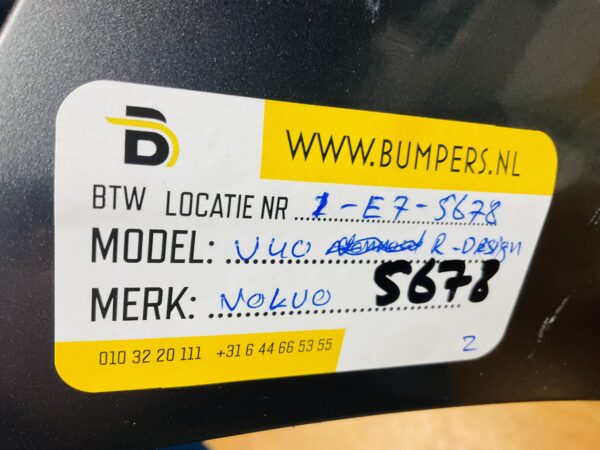 B
WWW.BUMPERS.NL
BTW LOCATIE NR 1-E7-5678
MODEL: V40 R-Design
MERK: VOLVO 5678
010 32 20 111 +31 6 44 66 53 55
2